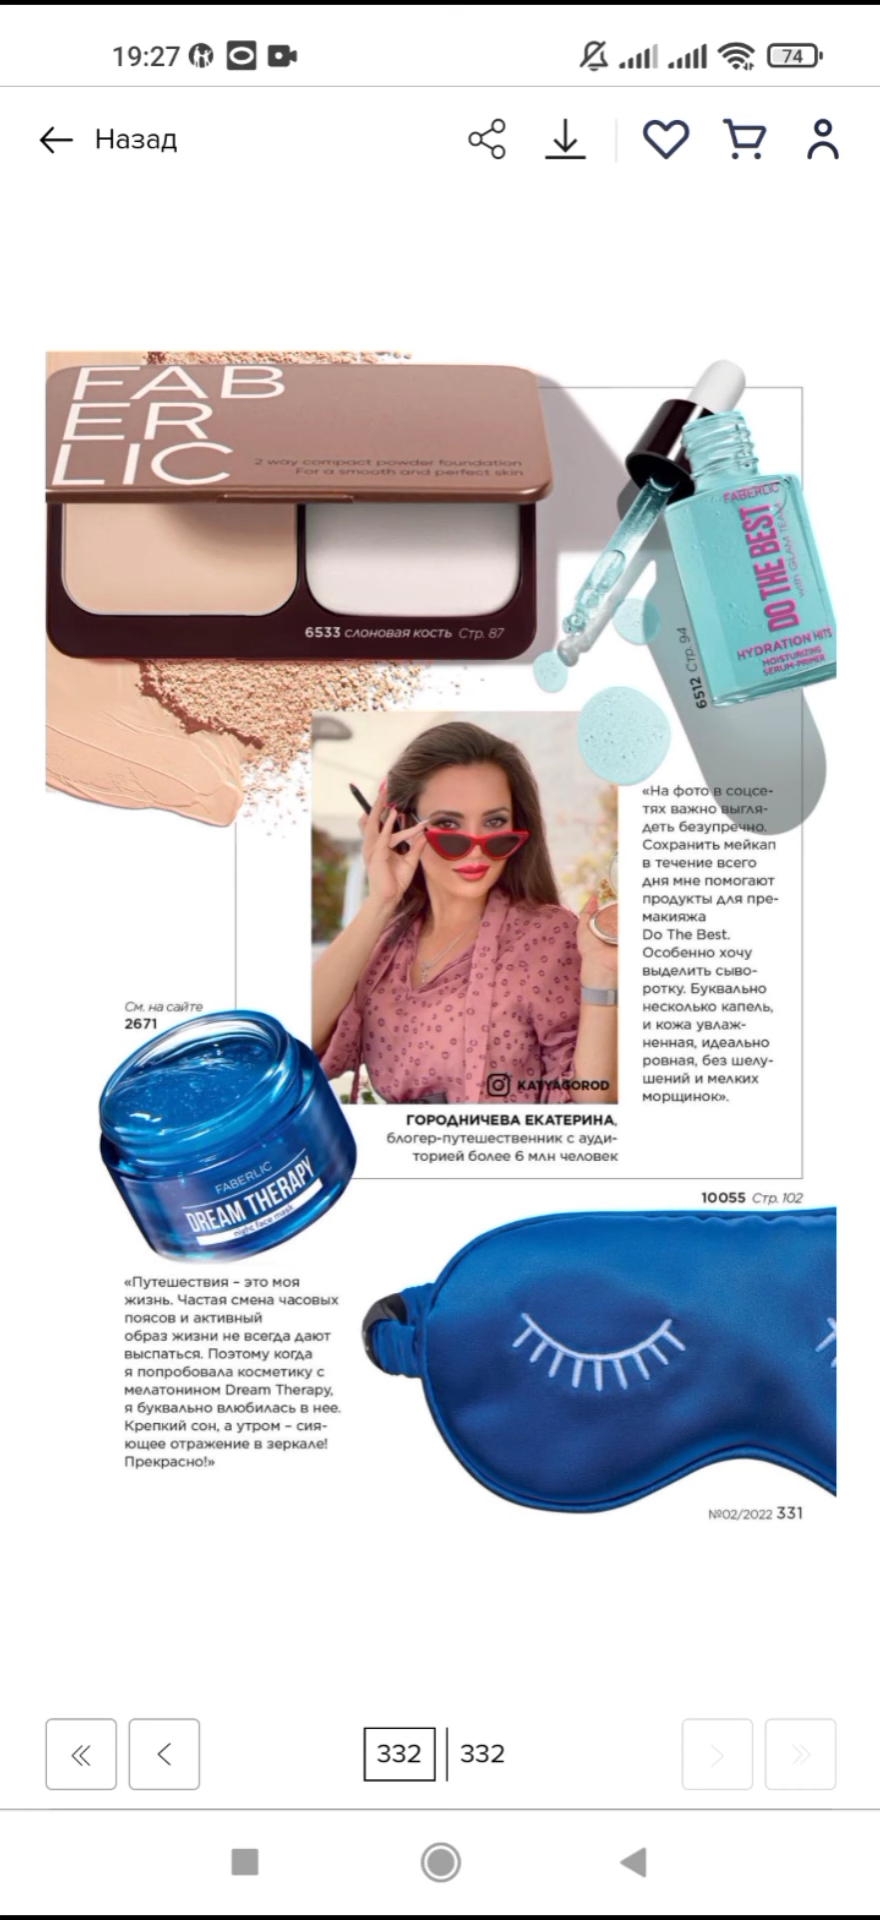 19:27
74
Назад
FAB
ER
LIC
2 way compact powder foundation
For a smooth and perfect skin
6533 слоновая кость Стр. 87
FABERLIC
DO THE BEST
with GLAM TEAM
HYDRATION HITS
MOISTURIZING
SERUM-PRIMER
6512 Стр. 94
«На фото в соцсе-
тях важно выгля-
деть безупречно.
Сохранить мейкап
в течение всего
дня мне помогают
продукты для пре-
макияжа
Do The Best.
Особенно хочу
выделить сыво-
ротку. Буквально
несколько капель,
и кожа увлаж-
ненная, идеально
ровная, без шелу-
шений и мелких
морщинок».
KATYAGOROD
ГОРОДНИЧЕВА ЕКАТЕРИНА,
блогер-путешественник с ауди-
торией более 6 млн человек
См. на сайте
2671
FABERLIC
DREAM THERAPY
night face mask
10055 Стр. 102
«Путешествия – это моя
жизнь. Частая смена часовых
поясов и активный
образ жизни не всегда дают
выспаться. Поэтому когда
я попробовала косметику с
мелатонином Dream Therapy,
я буквально влюбилась в нее.
Крепкий сон, а утром – сия-
ющее отражение в зеркале!
Прекрасно!»
№02/2022 331
332 332